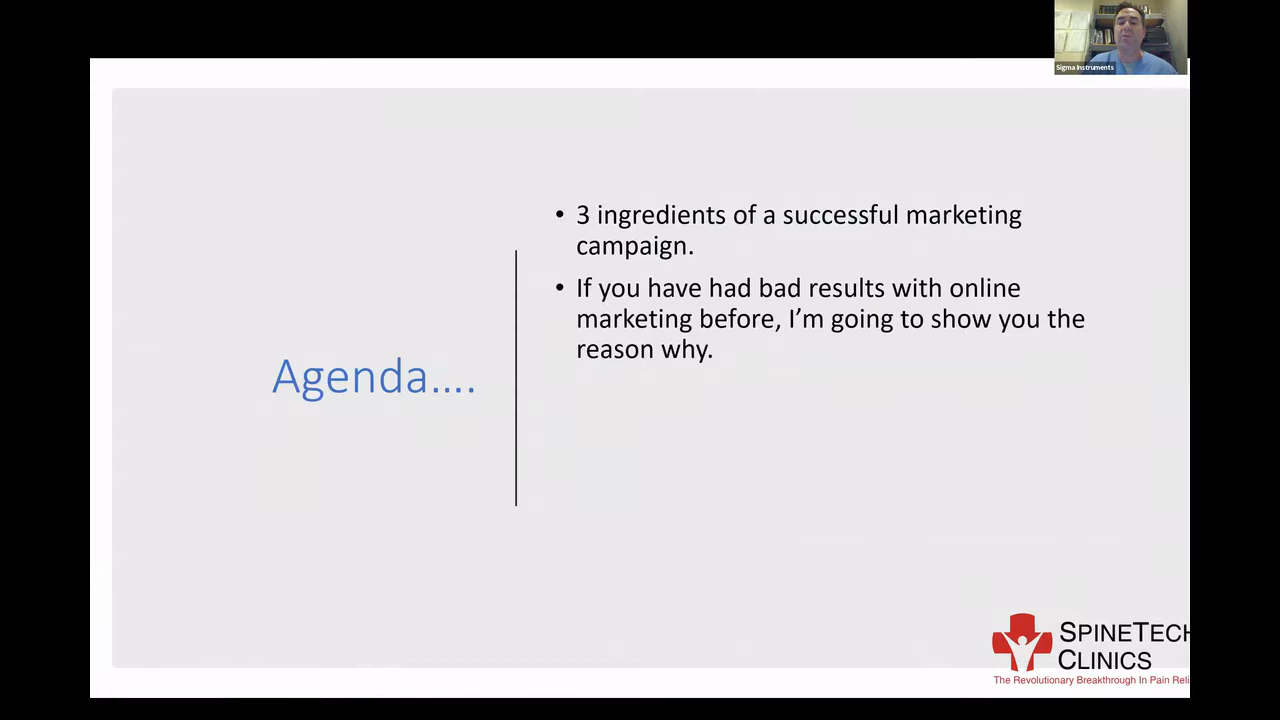 Sigma Instruments
• 3 ingredients of a successful marketing
campaign.
• If you have had bad results with online
marketing before, I'm going to show you the
reason why.
Agenda....
SPINETECH
CLINICS
The Revolutionary Breakthrough In Pain Reli